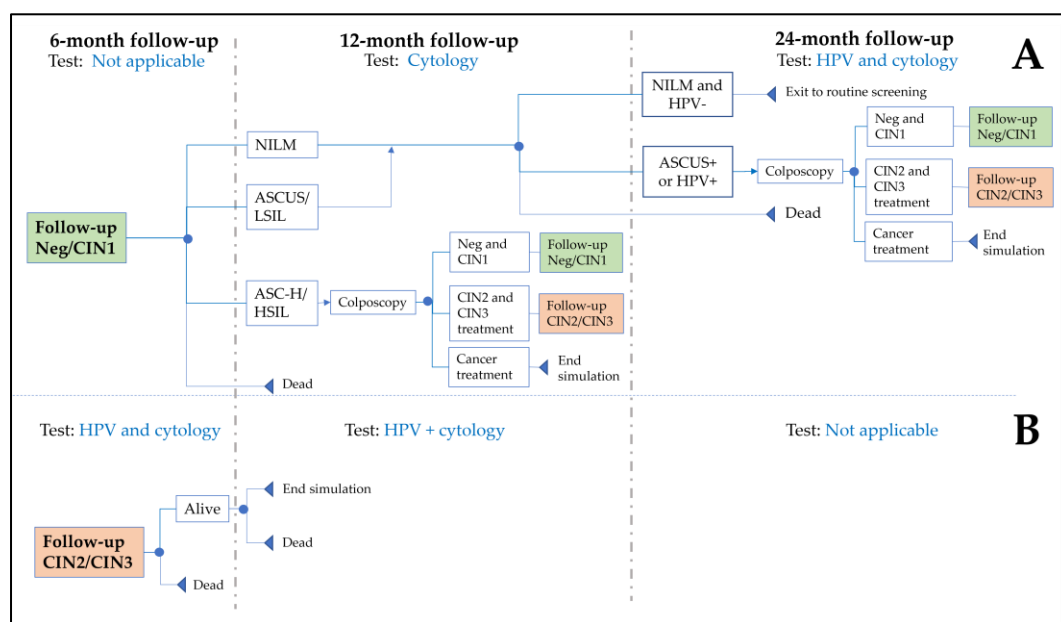 6-month follow-up
Test: Not applicable
12-month follow-up
Test: Cytology
24-month follow-up
Test: HPV and cytology
A
Follow-up
Neg/CIN1
NILM
ASCUS/
LSIL
ASC-H/
HSIL
Dead
Colposcopy
Neg and
CIN1
Follow-up
Neg/CIN1
CIN2 and
CIN3
treatment
Follow-up
CIN2/CIN3
Cancer
treatment
End
simulation
NILM and
HPV-
Exit to routine screening
ASCUS+
or HPV+
Dead
Colposcopy
Neg and
CIN1
Follow-up
Neg/CIN1
CIN2 and
CIN3
treatment
Follow-up
CIN2/CIN3
Cancer
treatment
End
simulation
Test: HPV and cytology
Test: HPV + cytology
Test: Not applicable
B
Follow-up
CIN2/CIN3
Alive
Dead
End simulation
Dead